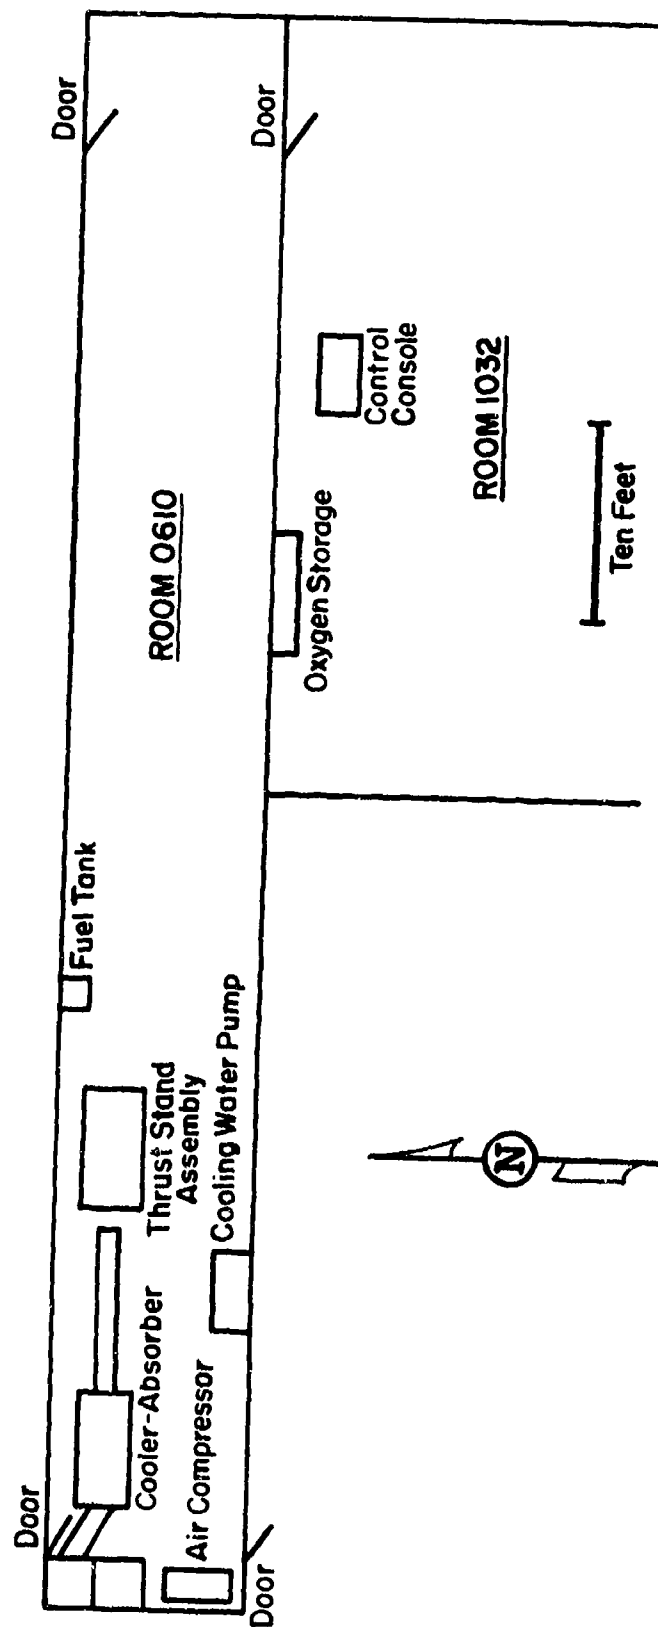 Door
Door
Fuel Tank
Cooler-Absorber
Thrust Stand
Assembly
ROOM 0610
Air Compressor
Cooling Water Pump
Door
Door
Oxygen Storage
Control
Console
ROOM 1032
N
Ten Feet